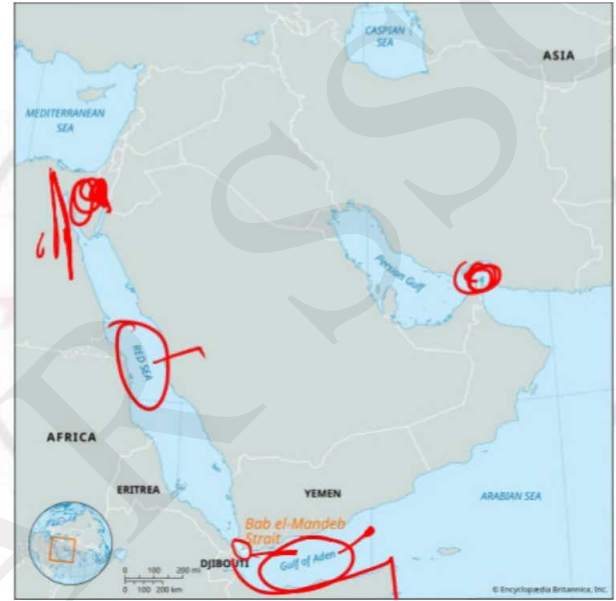 CASPIAN
SEA
ASIA
MEDITERRANEAN
SEA
Persian Gulf
RED SEA
AFRICA
ERITREA
YEMEN
ARABIAN SEA
Bab el-Mandeb
Strait
DJIBOUTI
Gulf of Aden
0 100 200 mi
0 100 200 km
© Encyclopædia Britannica, Inc.